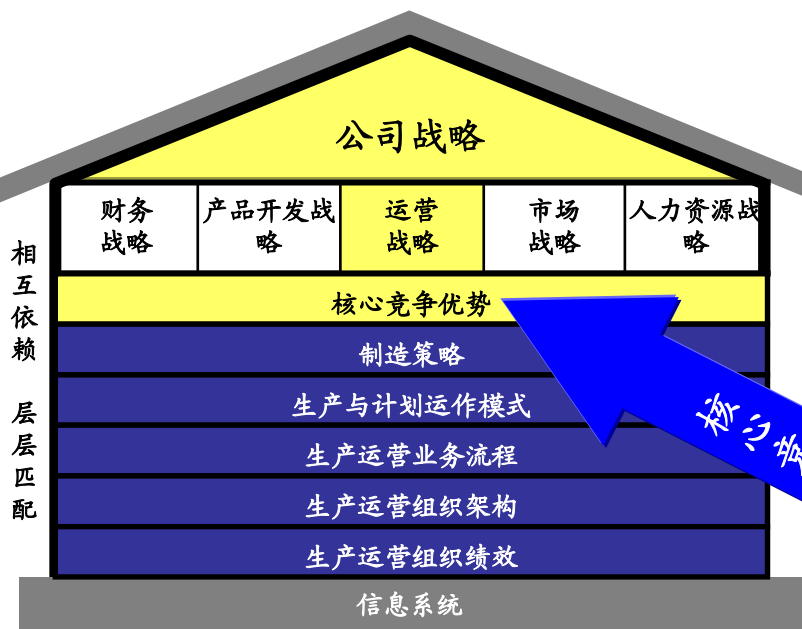 公司战略
财务
战略
产品开发战
略
运营
战略
市场
战略
人力资源战
略
相互依赖 层层匹配
核心竞争优势
制造策略
生产与计划运作模式
生产运营业务流程
生产运营组织架构
生产运营组织绩效
信息系统
核心竞